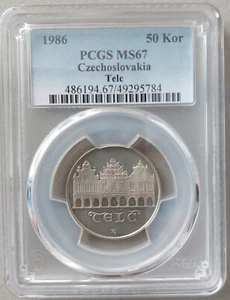 1986 50 Kor
PCGS MS67
Czechoslovakia
Telc
486194.67/49295784
TELČ